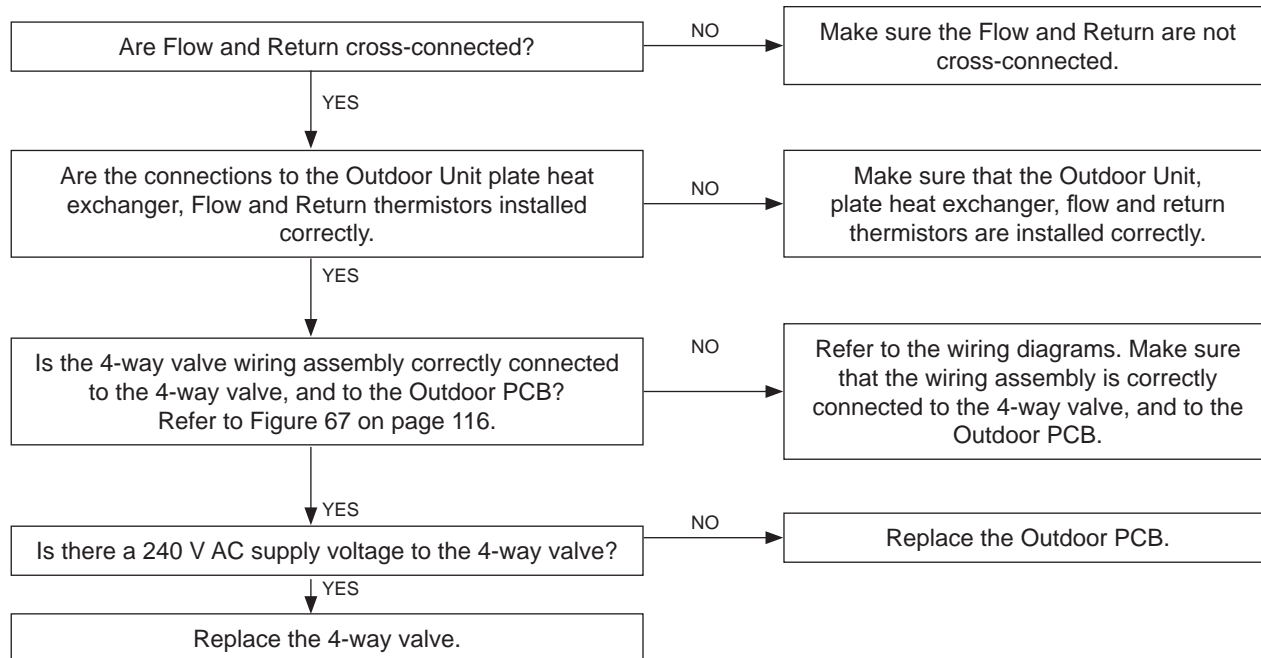 Are Flow and Return cross-connected?
NO
Make sure the Flow and Return are not
cross-connected.
YES
Are the connections to the Outdoor Unit plate heat
exchanger, Flow and Return thermistors installed
correctly.
NO
Make sure that the Outdoor Unit,
plate heat exchanger, flow and return
thermistors are installed correctly.
YES
Is the 4-way valve wiring assembly correctly connected
to the 4-way valve, and to the Outdoor PCB?
Refer to Figure 67 on page 116.
NO
Refer to the wiring diagrams. Make sure
that the wiring assembly is correctly
connected to the 4-way valve, and to the
Outdoor PCB.
YES
Is there a 240 V AC supply voltage to the 4-way valve?
NO
Replace the Outdoor PCB.
YES
Replace the 4-way valve.